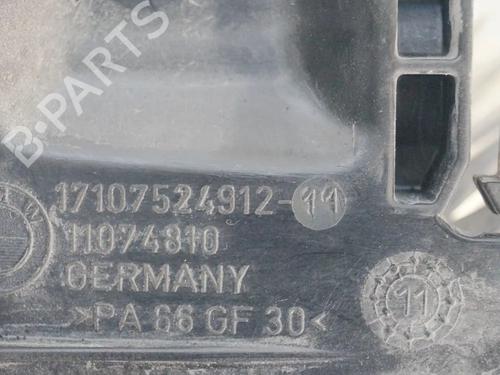 B-PARTS
17107524912-11
11074810
GERMANY
>PA 66 GF 30<
11